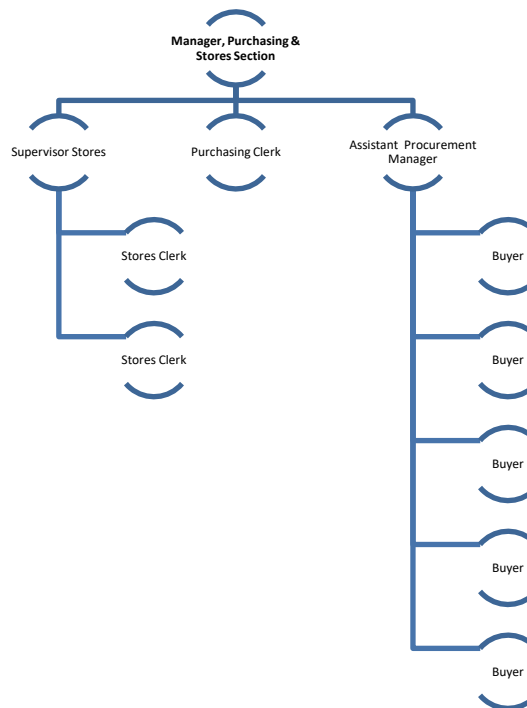 Manager, Purchasing &
Stores Section
Supervisor Stores
Purchasing Clerk
Assistant Procurement
Manager
Stores Clerk
Stores Clerk
Buyer
Buyer
Buyer
Buyer
Buyer